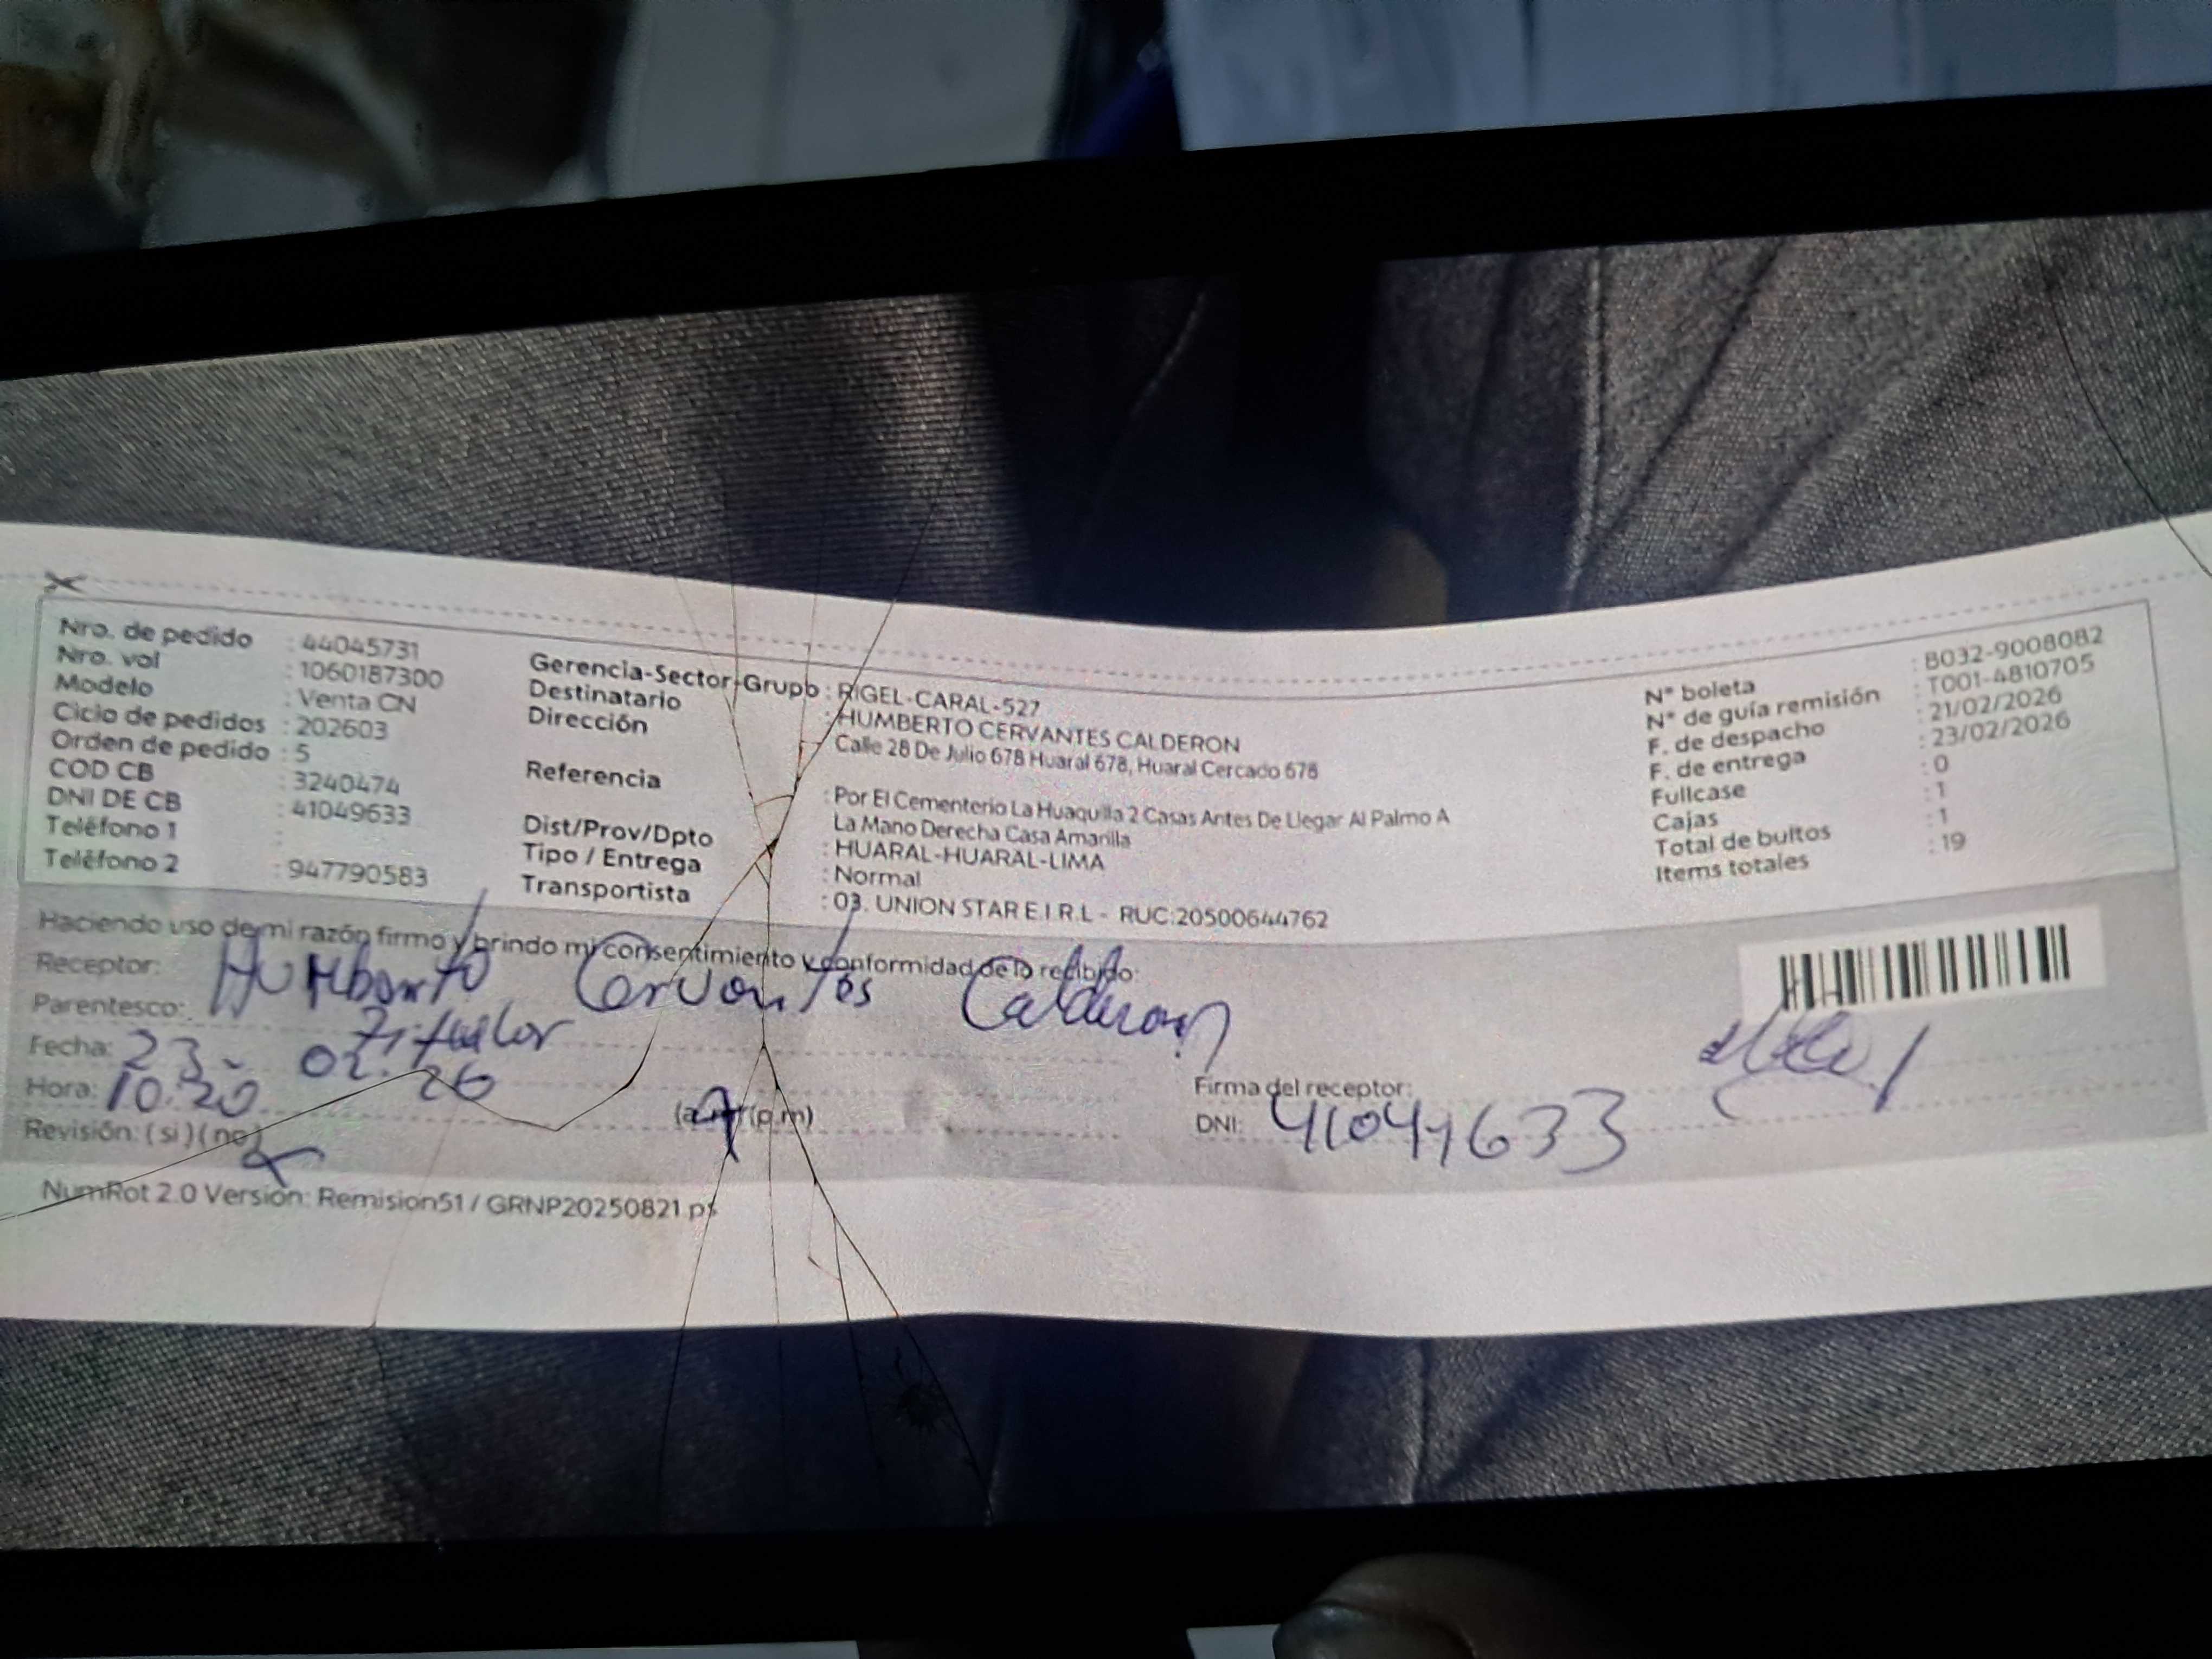 Nro. de pedido : 44045731
Nro. vol : 1060187300
Modelo : Venta CN
Ciclo de pedidos : 202603
Orden de pedido : 5
COD CB : 3240474
DNI DE CB : 41049633
Teléfono 1 :
Teléfono 2 : 947790583
Gerencia-Sector-Grupo : RIGEL-CARAL-527
Destinatario : HUMBERTO CERVANTES CALDERON
Dirección : Calle 28 De Julio 678 Huaral 678, Huaral Cercado 678
Referencia : Por El Cementerio La Huaquilla 2 Casas Antes De Llegar Al Palmo A
La Mano Derecha Casa Amarilla
Dist/Prov/Dpto : HUARAL-HUARAL-LIMA
Tipo / Entrega : Normal
Transportista : 03. UNION STAR E.I.R.L - RUC:20500644762
N° boleta : B032-9008082
N° de guía remisión : T001-4810705
F. de despacho : 21/02/2026
F. de entrega : 23/02/2026
Fullcase : 0
Cajas : 1
Total de bultos : 1
Items totales : 19
Haciendo uso de mi razón firmo y brindo mi consentimiento y conformidad de lo recibido:
Receptor: Humberto Cervantes Calderon
Parentesco: Titular
Fecha: 23 - 02. 26
Hora: 10:20 (a.m)(p.m)
Revisión: (si)(no)
Firma del receptor:
DNI: 41049633
NumRot 2.0 Versión: Remision51 / GRNP20250821.ps